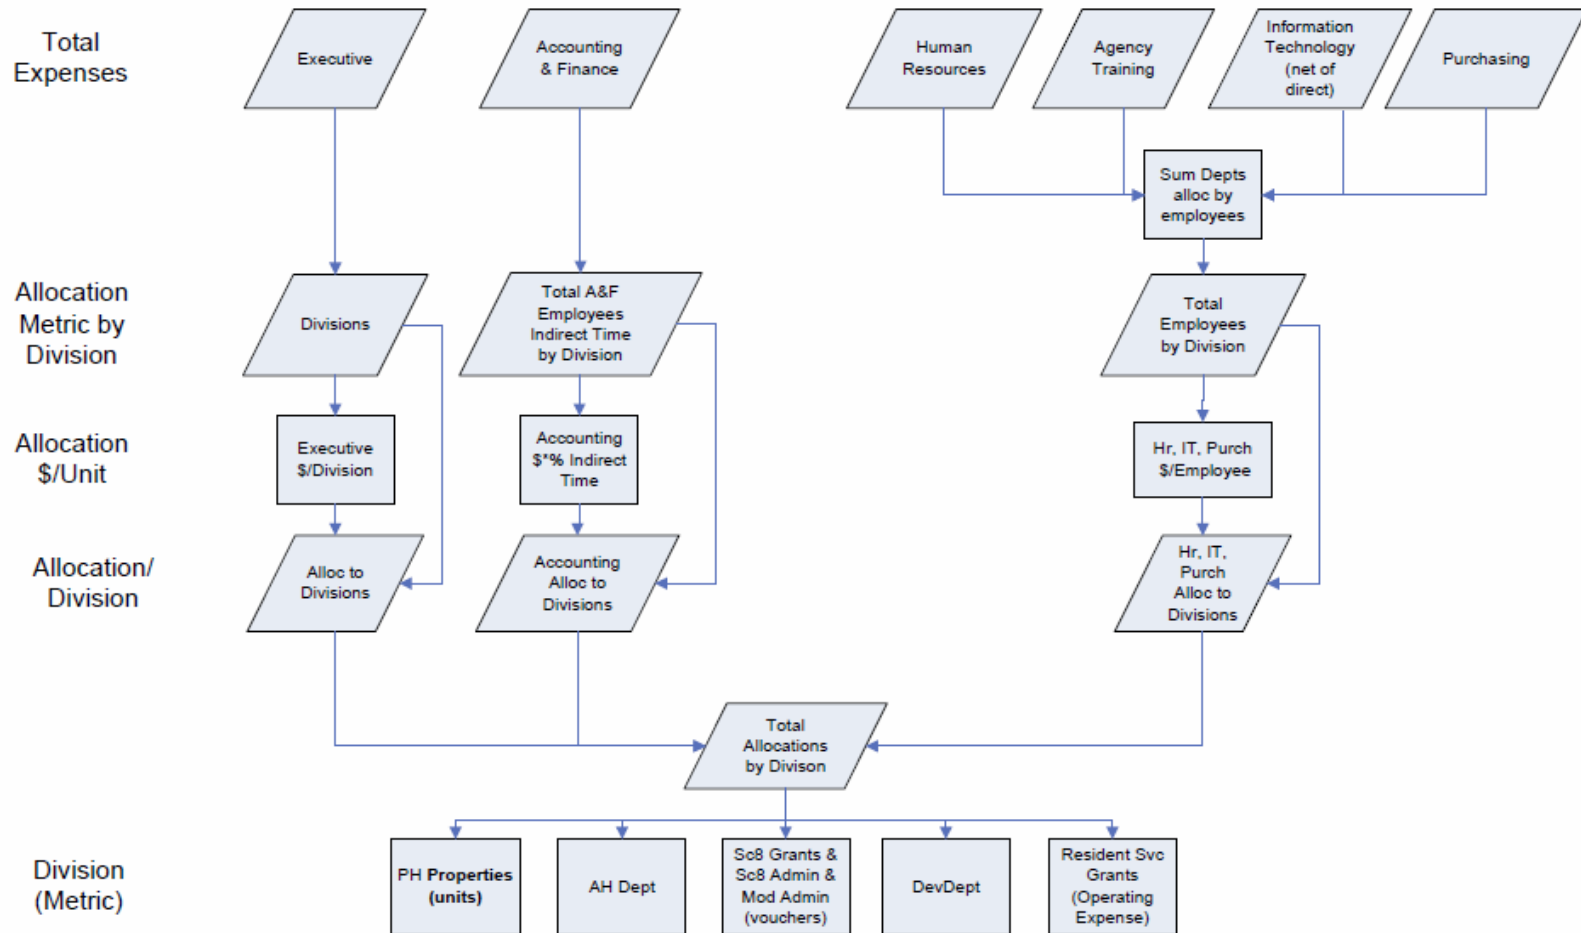 Total
Expenses
Executive
Accounting
& Finance
Human
Resources
Agency
Training
Information
Technology
(net of
direct)
Purchasing
Sum Depts
alloc by
employees
Allocation
Metric by
Division
Divisions
Total A&F
Employees
Indirect Time
by Division
Total
Employees
by Division
Allocation
$/Unit
Executive
$/Division
Accounting
$*% Indirect
Time
Hr, IT, Purch
$/Employee
Allocation/
Division
Alloc to
Divisions
Accounting
Alloc to
Divisions
Hr, IT,
Purch
Alloc to
Divisions
Total
Allocations
by Divison
Division
(Metric)
PH Properties
(units)
AH Dept
Sc8 Grants &
Sc8 Admin &
Mod Admin
(vouchers)
DevDept
Resident Svc
Grants
(Operating
Expense)